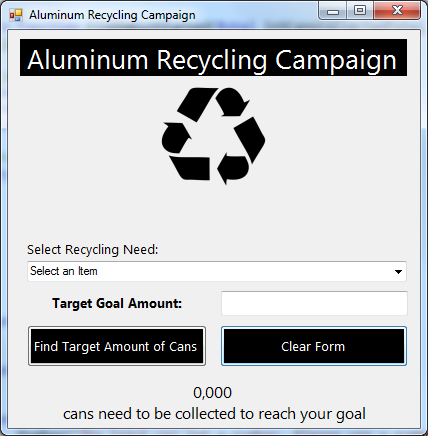 Aluminum Recycling Campaign
Aluminum Recycling Campaign
Select Recycling Need:
Select an Item
Target Goal Amount:
Find Target Amount of Cans
Clear Form
0,000
cans need to be collected to reach your goal